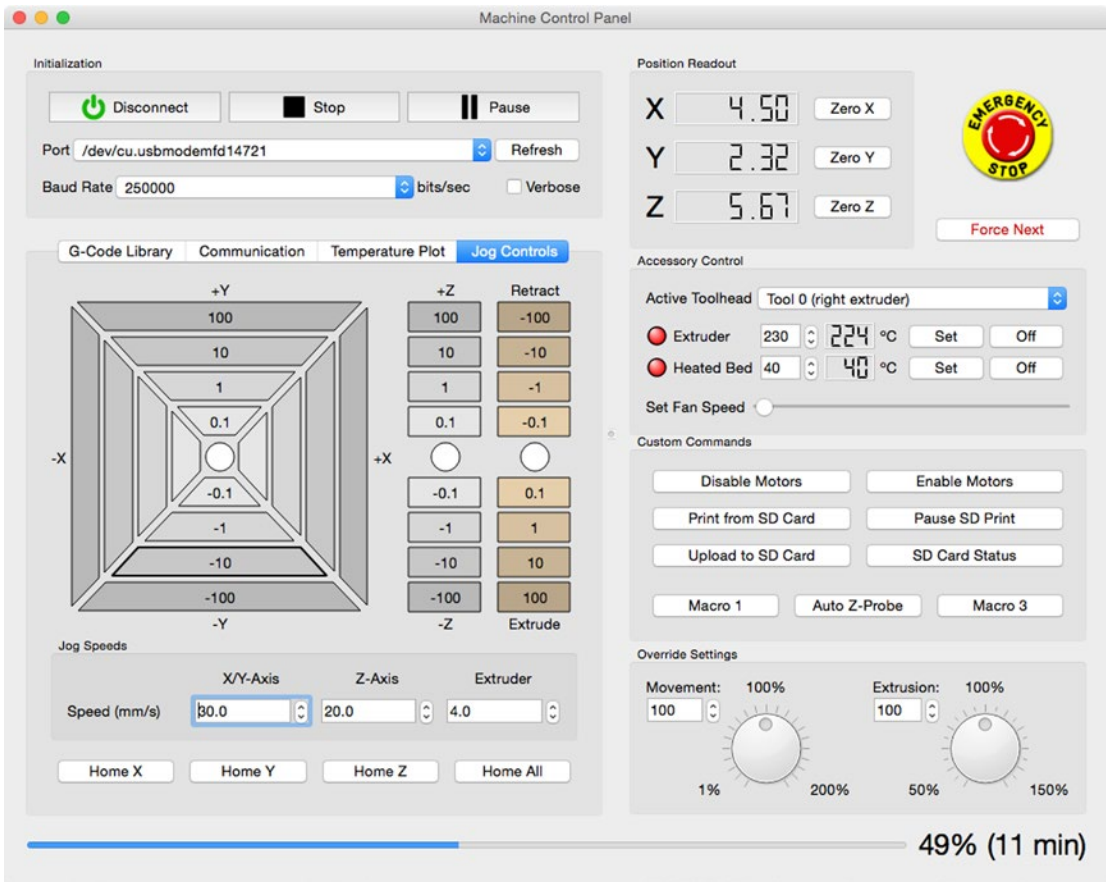 Machine Control Panel
Initialization
Disconnect
Stop
Pause
Port /dev/cu.usbmodemfd14721 Refresh
Baud Rate 250000 bits/sec Verbose
G-Code Library Communication Temperature Plot Jog Controls
+Y
100
10
1
0.1
-X +X
-0.1
-1
-10
-100
-Y
+Z
100
10
1
0.1
-0.1
-1
-10
-100
-Z
Retract
-100
-10
-1
-0.1
0.1
1
10
100
Extrude
Jog Speeds
X/Y-Axis Z-Axis Extruder
Speed (mm/s) 30.0 20.0 4.0
Home X Home Y Home Z Home All
Position Readout
X 4.50 Zero X
Y 2.32 Zero Y
Z 5.67 Zero Z
EMERGENCY
STOP
Force Next
Accessory Control
Active Toolhead Tool 0 (right extruder)
Extruder 230 224 ºC Set Off
Heated Bed 40 40 ºC Set Off
Set Fan Speed
Custom Commands
Disable Motors Enable Motors
Print from SD Card Pause SD Print
Upload to SD Card SD Card Status
Macro 1 Auto Z-Probe Macro 3
Override Settings
Movement: 100% Extrusion: 100%
100 100
1% 200% 50% 150%
49% (11 min)